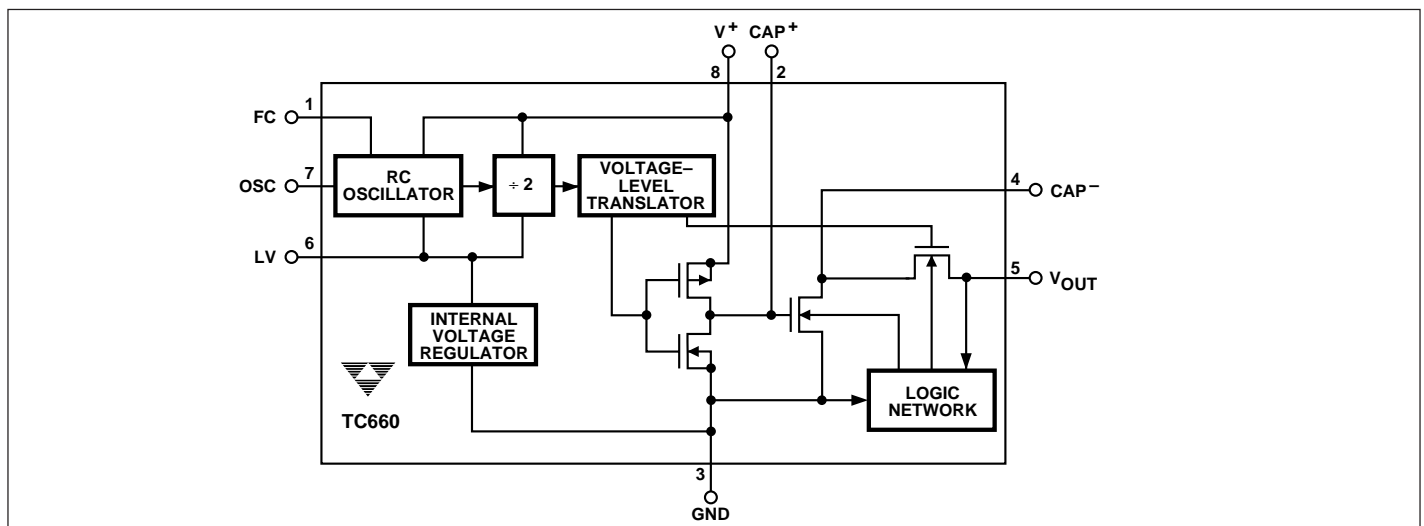 V+ CAP+
8 2
FC 1
RC
OSCILLATOR
÷ 2
VOLTAGE–
LEVEL
TRANSLATOR
OSC 7
4 CAP–
LV 6
5 VOUT
INTERNAL
VOLTAGE
REGULATOR
LOGIC
NETWORK
TC660
3
GND